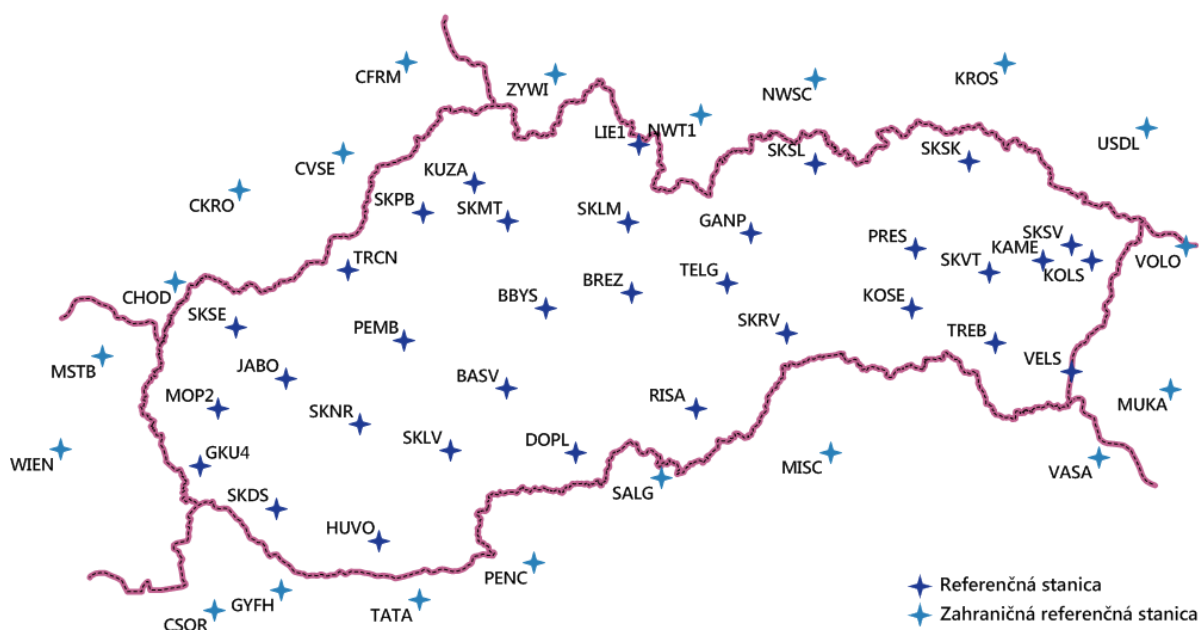 CFRM
ZYWI
NWSC
KROS
LIE1
NWT1
USDL
CVSE
SKSL
SKSK
KUZA
CKRO
SKPB
SKMT
SKLM
GANP
PRES
SKSV
KAME
SKVT
KOLS
VOLO
TRCN
CHOD
BBYS
BREZ
TELG
KOSE
SKSE
PEMB
SKRV
TREB
MSTB
JABO
BASV
VELS
MOP2
RISA
MUKA
SKNR
SKLV
DOPL
WIEN
GKU4
MISC
VASA
SALG
SKDS
HUVO
PENC
Referenčná stanica
GYFH
TATA
Zahraničná referenčná stanica
CSOR